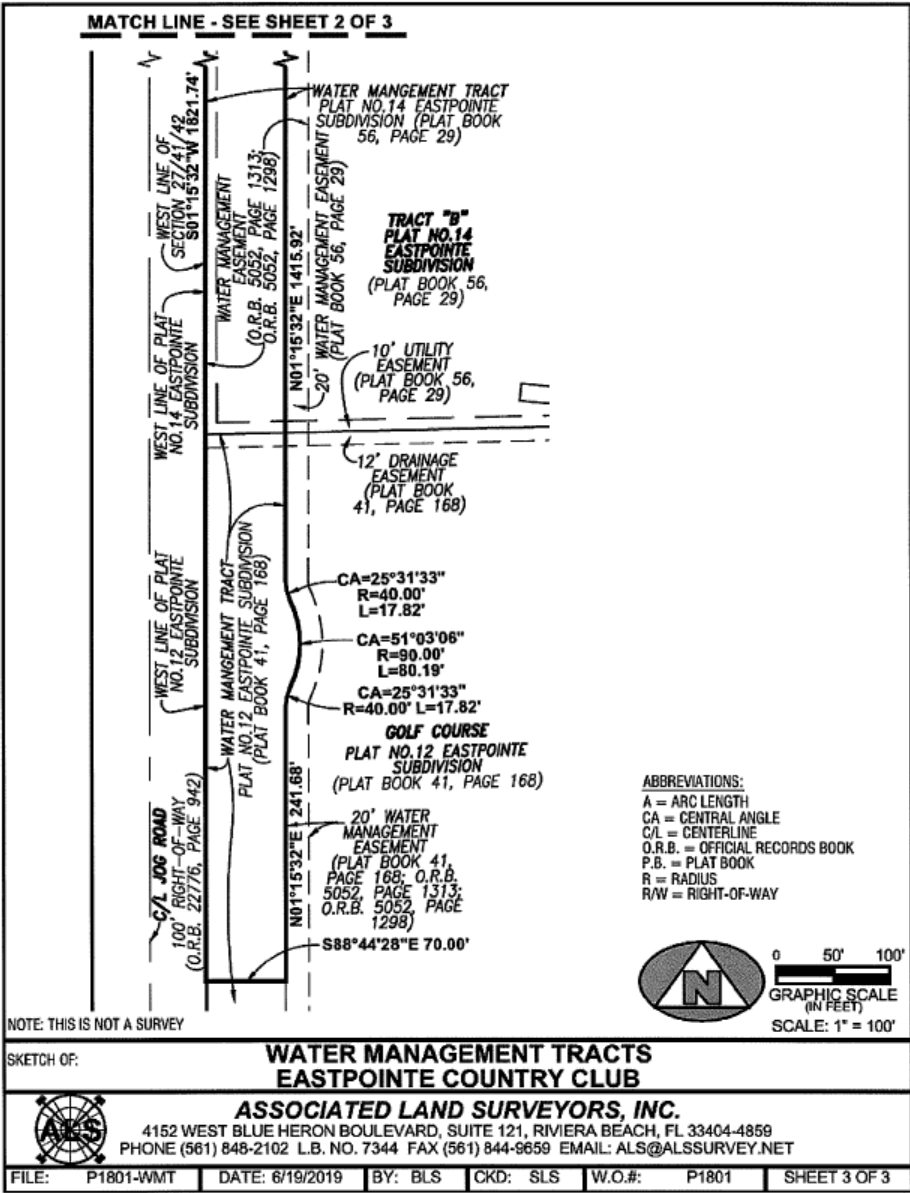 MATCH LINE - SEE SHEET 2 OF 3
WEST LINE OF
SECTION 27/41/42
S01°15'32"W 1821.74'
WATER MANGEMENT TRACT
PLAT NO.14 EASTPOINTE
SUBDIVISION (PLAT BOOK
56, PAGE 29)
WATER MANAGEMENT
EASEMENT
(O.R.B. 5052, PAGE 1313;
O.R.B. 5052, PAGE 1298)
N01°15'32"E 1415.92'
20' WATER MANAGEMENT EASEMENT
(PLAT BOOK 56, PAGE 29)
TRACT "B"
PLAT NO.14
EASTPOINTE
SUBDIVISION
(PLAT BOOK 56,
PAGE 29)
WEST LINE OF PLAT
NO.14 EASTPOINTE
SUBDIVISION
10' UTILITY
EASEMENT
(PLAT BOOK 56,
PAGE 29)
12' DRAINAGE
EASEMENT
(PLAT BOOK
41, PAGE 168)
WEST LINE OF PLAT
NO.12 EASTPOINTE
SUBDIVISION
WATER MANGEMENT TRACT
PLAT NO.12 EASTPOINTE SUBDIVISION
(PLAT BOOK 41, PAGE 168)
CA=25°31'33"
R=40.00'
L=17.82'
CA=51°03'06"
R=90.00'
L=80.19'
CA=25°31'33"
R=40.00' L=17.82'
GOLF COURSE
PLAT NO.12 EASTPOINTE
SUBDIVISION
(PLAT BOOK 41, PAGE 168)
C/L JOG ROAD
100' RIGHT-OF-WAY
(O.R.B. 22776, PAGE 942)
N01°15'32"E 241.68'
20' WATER
MANAGEMENT
EASEMENT
(PLAT BOOK 41,
PAGE 168; O.R.B.
5052, PAGE 1313;
O.R.B. 5052, PAGE
1298)
S88°44'28"E 70.00'
ABBREVIATIONS:
A = ARC LENGTH
CA = CENTRAL ANGLE
C/L = CENTERLINE
O.R.B. = OFFICIAL RECORDS BOOK
P.B. = PLAT BOOK
R = RADIUS
R/W = RIGHT-OF-WAY
N
0 50' 100'
GRAPHIC SCALE
(IN FEET)
SCALE: 1" = 100'
NOTE: THIS IS NOT A SURVEY
SKETCH OF:
WATER MANAGEMENT TRACTS
EASTPOINTE COUNTRY CLUB
ALS
ASSOCIATED LAND SURVEYORS, INC.
4152 WEST BLUE HERON BOULEVARD, SUITE 121, RIVIERA BEACH, FL 33404-4859
PHONE (561) 848-2102 L.B. NO. 7344 FAX (561) 844-9659 EMAIL: ALS@ALSSURVEY.NET
FILE: P1801-WMT DATE: 6/19/2019 BY: BLS CKD: SLS W.O.#: P1801 SHEET 3 OF 3